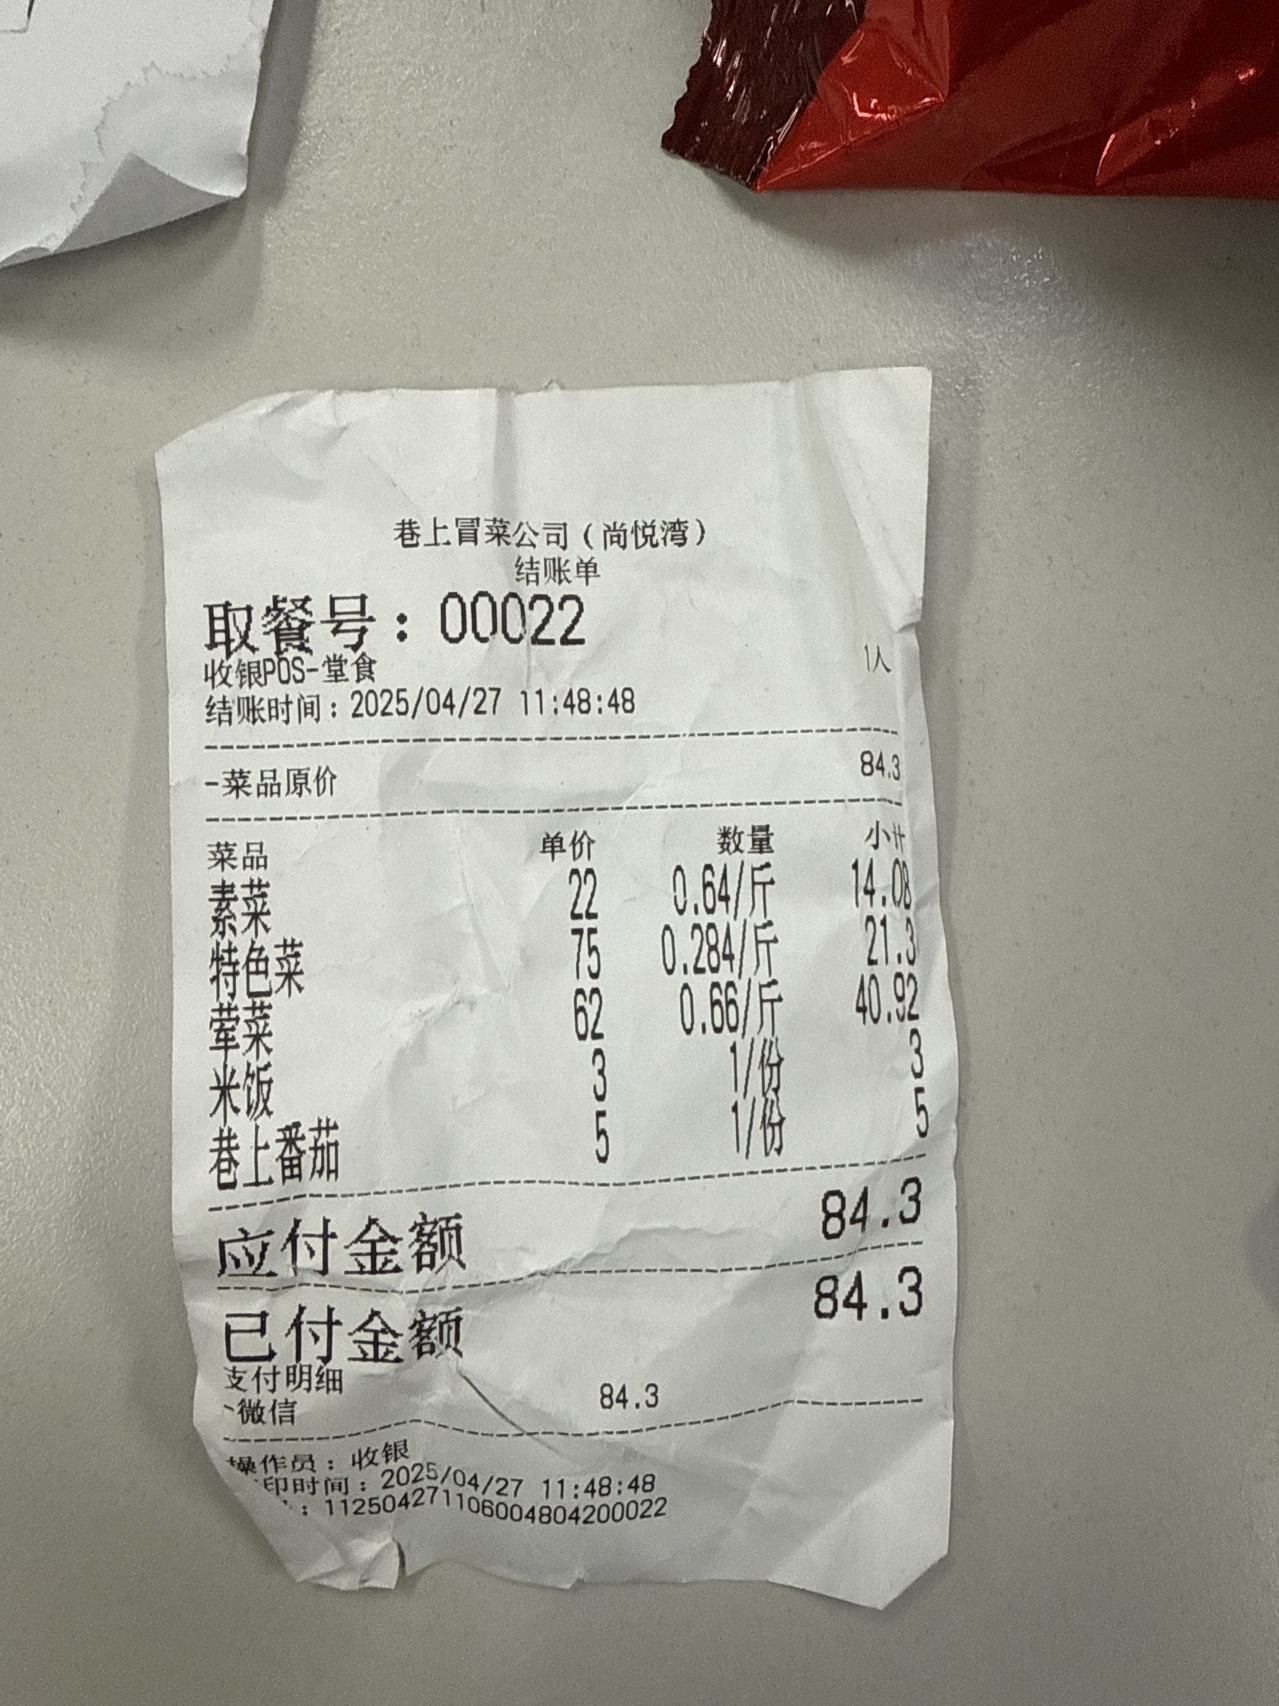 巷上冒菜公司（尚悦湾）
结账单
取餐号：00022
收银POS-堂食 1人
结账时间：2025/04/27 11:48:48
-菜品原价 84.3
菜品 单价 数量 小计
素菜 22 0.64/斤 14.08
特色菜 75 0.284/斤 21.3
荤菜 62 0.66/斤 40.92
米饭 3 1/份 3
巷上番茄 5 1/份 5
应付金额 84.3
已付金额 84.3
支付明细
-微信 84.3
操作员：收银
印时间：2025/04/27 11:48:48
：112504271106004804200022